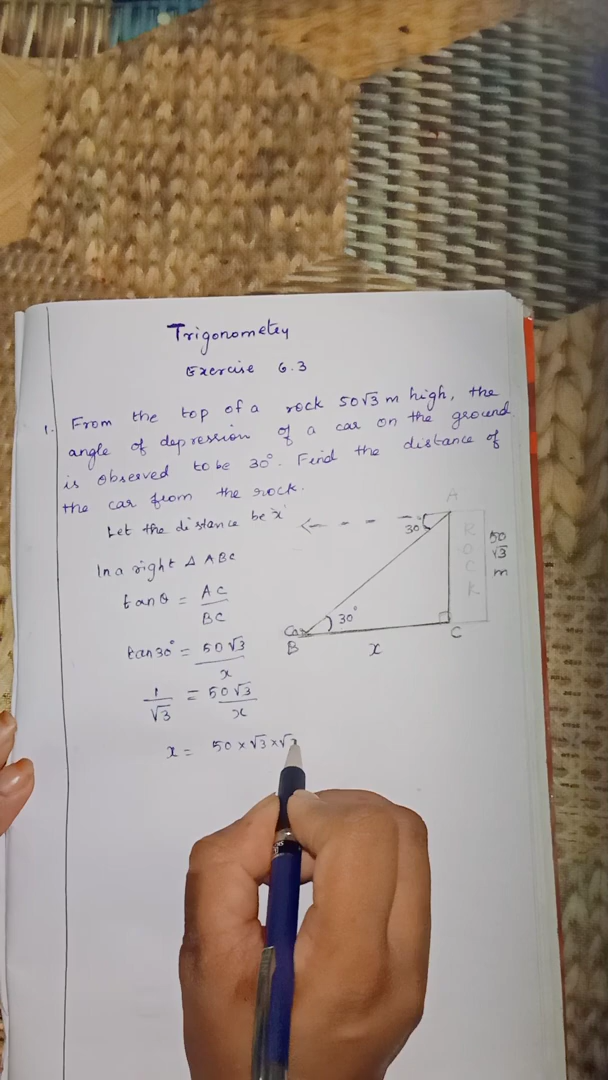 Trigonometry
Exercise 6.3
1. From the top of a rock 50√3 m high, the
angle of depression of a car on the ground
is observed to be 30°. Find the distance of
the car from the rock.
Let the distance be 'x'
In a right Δ ABC
tanθ = AC/BC
tan30° = 50√3/x
1/√3 = 50√3/x
x = 50 × √3 × √3
A
30°
ROCK
50√3 m
30°
Car
B
x
C